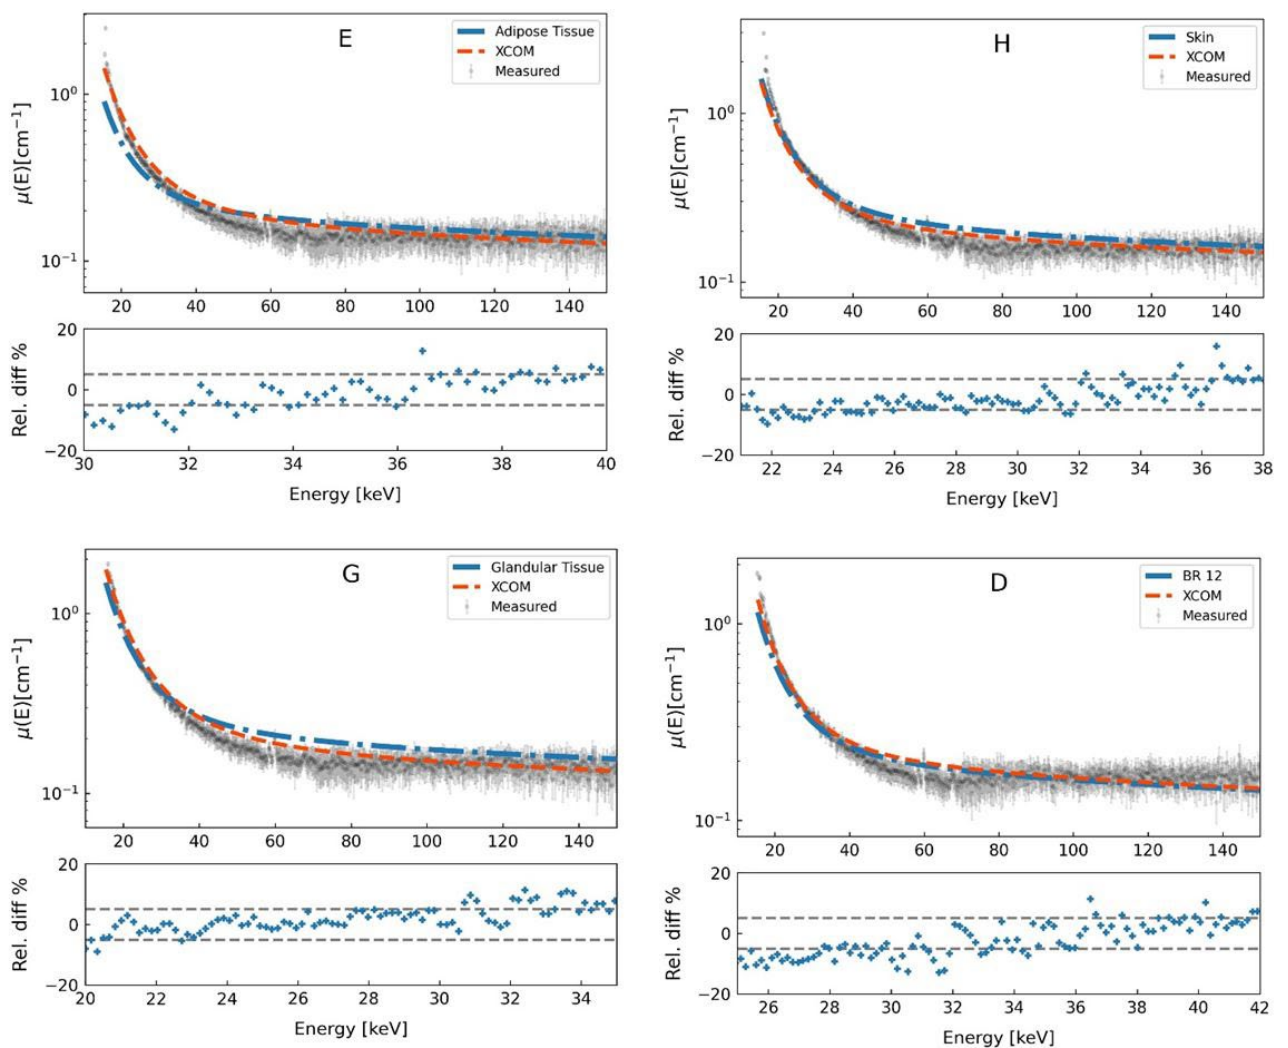 E
Adipose Tissue
XCOM
Measured
μ(E)[cm⁻¹]
10⁰
10⁻¹
20 40 60 80 100 120 140
Rel. diff %
20
0
−20
30 32 34 36 38 40
Energy [keV]
H
Skin
XCOM
Measured
μ(E)[cm⁻¹]
10⁰
10⁻¹
20 40 60 80 100 120 140
Rel. diff %
20
0
−20
22 24 26 28 30 32 34 36 38
Energy [keV]
G
Glandular Tissue
XCOM
Measured
μ(E)[cm⁻¹]
10⁰
10⁻¹
20 40 60 80 100 120 140
Rel. diff %
20
0
−20
20 22 24 26 28 30 32 34
Energy [keV]
D
BR 12
XCOM
Measured
μ(E)[cm⁻¹]
10⁰
10⁻¹
20 40 60 80 100 120 140
Rel. diff %
20
0
−20
26 28 30 32 34 36 38 40 42
Energy [keV]